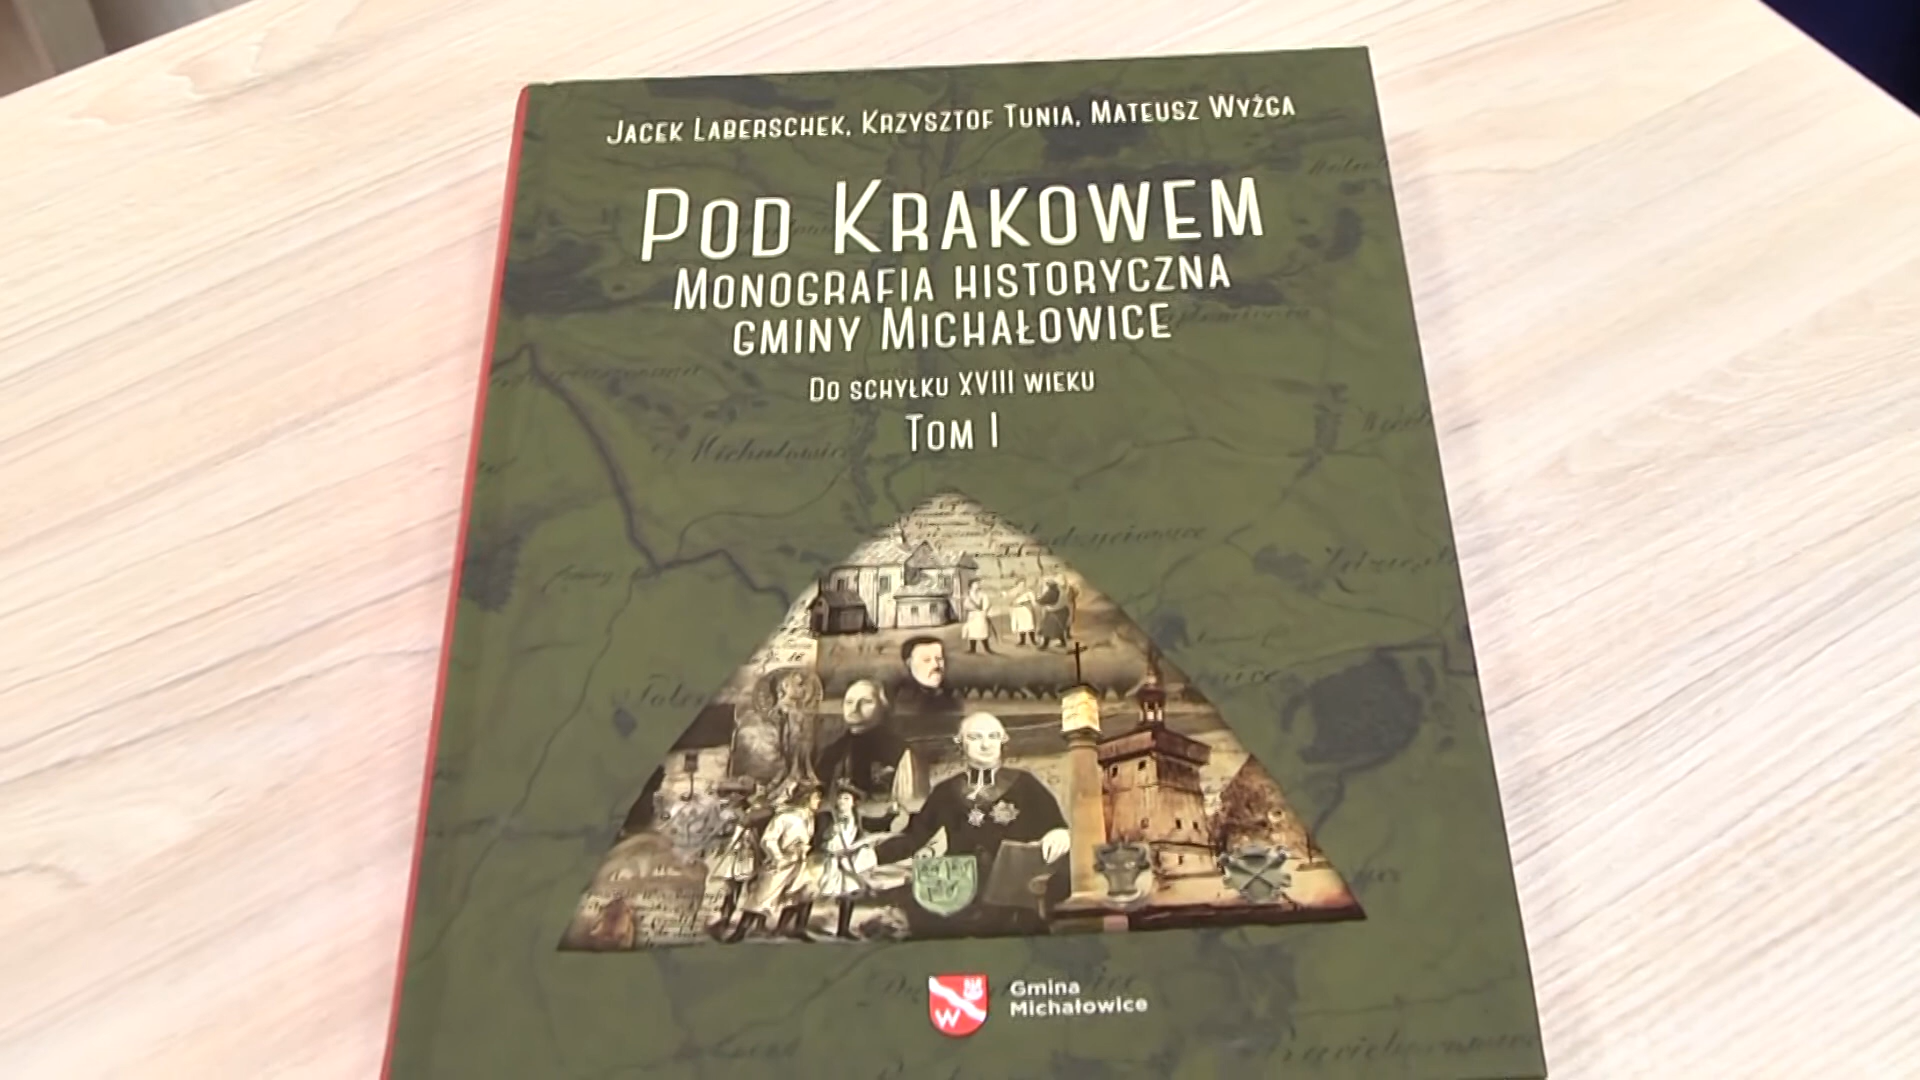 Jacek Laberschek, Krzysztof Tunia, Mateusz Wyżga
Pod Krakowem
Monografia historyczna
gminy Michałowice
Do schyłku XVIII wieku
Tom I
Michałowice
Gmina
Michałowice